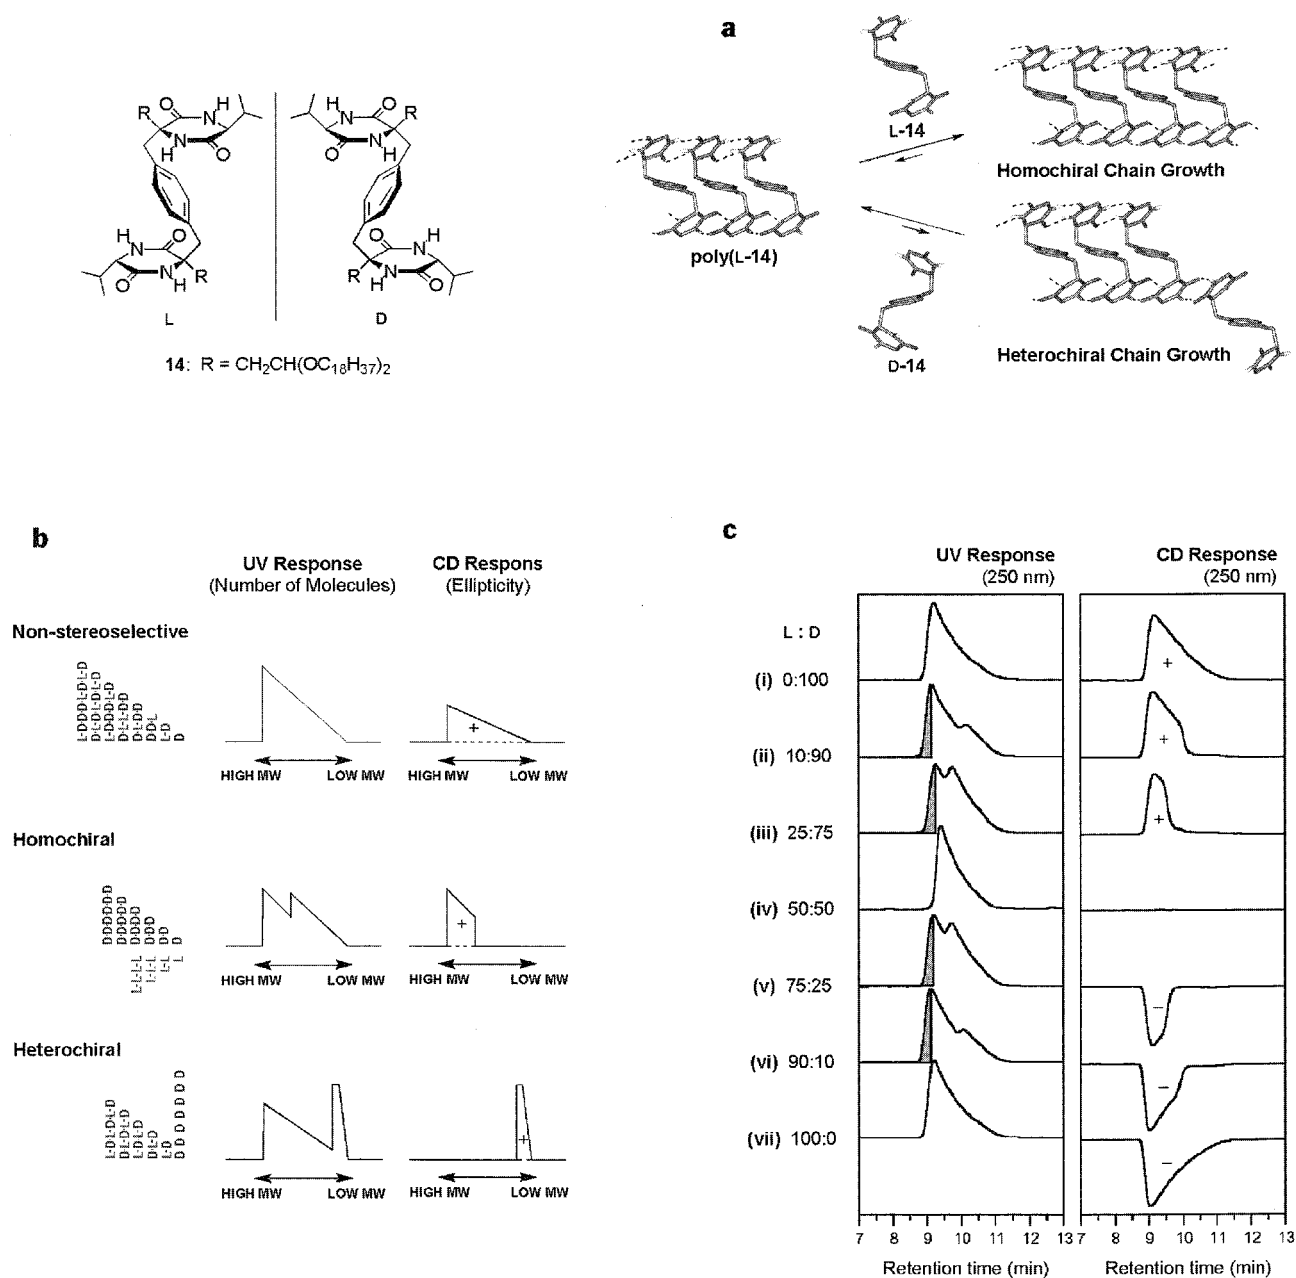 a
R
O
N
H
N
H
O
H
N
O
O
N
H
R
L
H
N
O
R
O
N
H
O
N
H
R
N
H
O
D
14: R = CH₂CH(OC₁₈H₃₇)₂
L-14
Homochiral Chain Growth
poly(L-14)
D-14
Heterochiral Chain Growth
b
UV Response
(Number of Molecules)
CD Respons
(Ellipticity)
Non-stereoselective
+
HIGH MW
LOW MW
HIGH MW
LOW MW
Homochiral
D-D-D-D-D-D
D-D-D-D-D
D-D-D-D
D-D-D
D-D
D
L-L-L-L
L-L-L
L-L
L
+
HIGH MW
LOW MW
HIGH MW
LOW MW
Heterochiral
L-D-L-D-L-D
D-L-D-L-D
L-D-L-D
D-L-D
L-D
D D D D D D D
+
HIGH MW
LOW MW
HIGH MW
LOW MW
c
UV Response
(250 nm)
CD Response
(250 nm)
L : D
(i) 0:100
+
(ii) 10:90
+
(iii) 25:75
+
(iv) 50:50
(v) 75:25
−
(vi) 90:10
−
(vii) 100:0
−
7 8 9 10 11 12 13
7 8 9 10 11 12 13
Retention time (min)
Retention time (min)